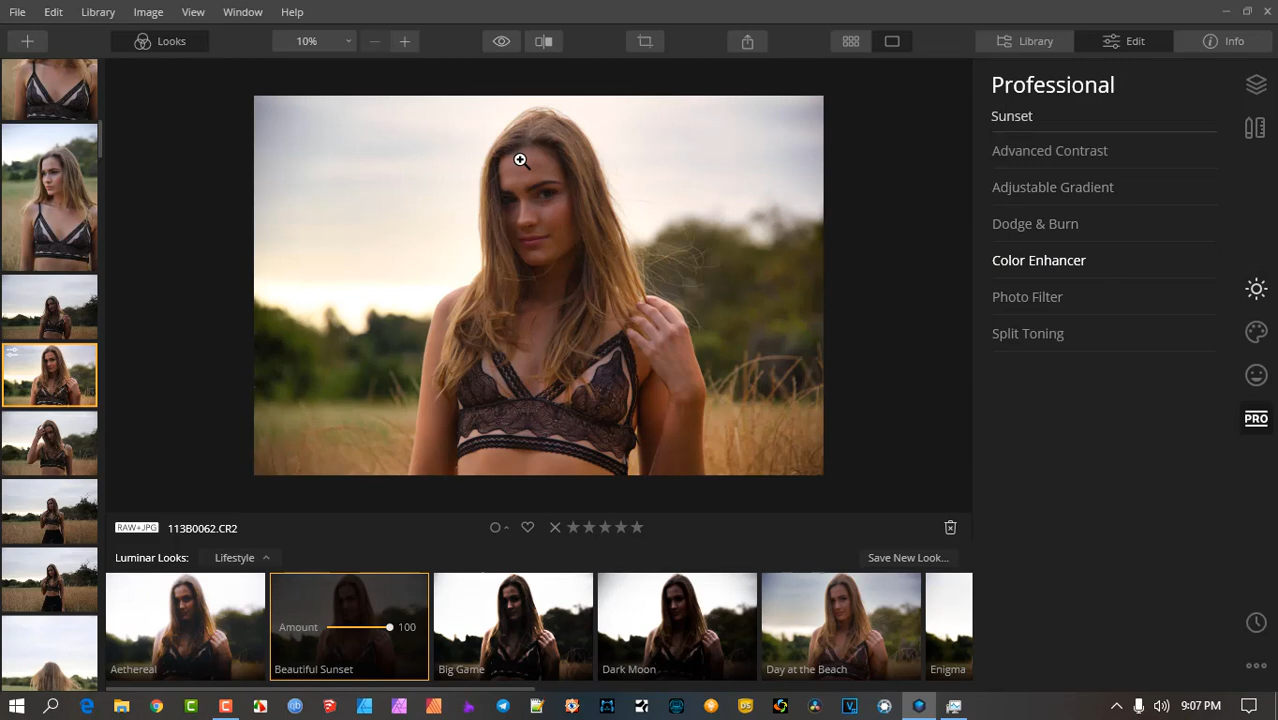 File Edit Library Image View Window Help
Looks 10% Library Edit Info
Professional
Sunset
Advanced Contrast
Adjustable Gradient
Dodge & Burn
Color Enhancer
Photo Filter
Split Toning
PRO
RAW+JPG 113B0062.CR2
Luminar Looks: Lifestyle Save New Look...
Amount 100
Aethereal Beautiful Sunset Big Game Dark Moon Day at the Beach Enigma
9:07 PM